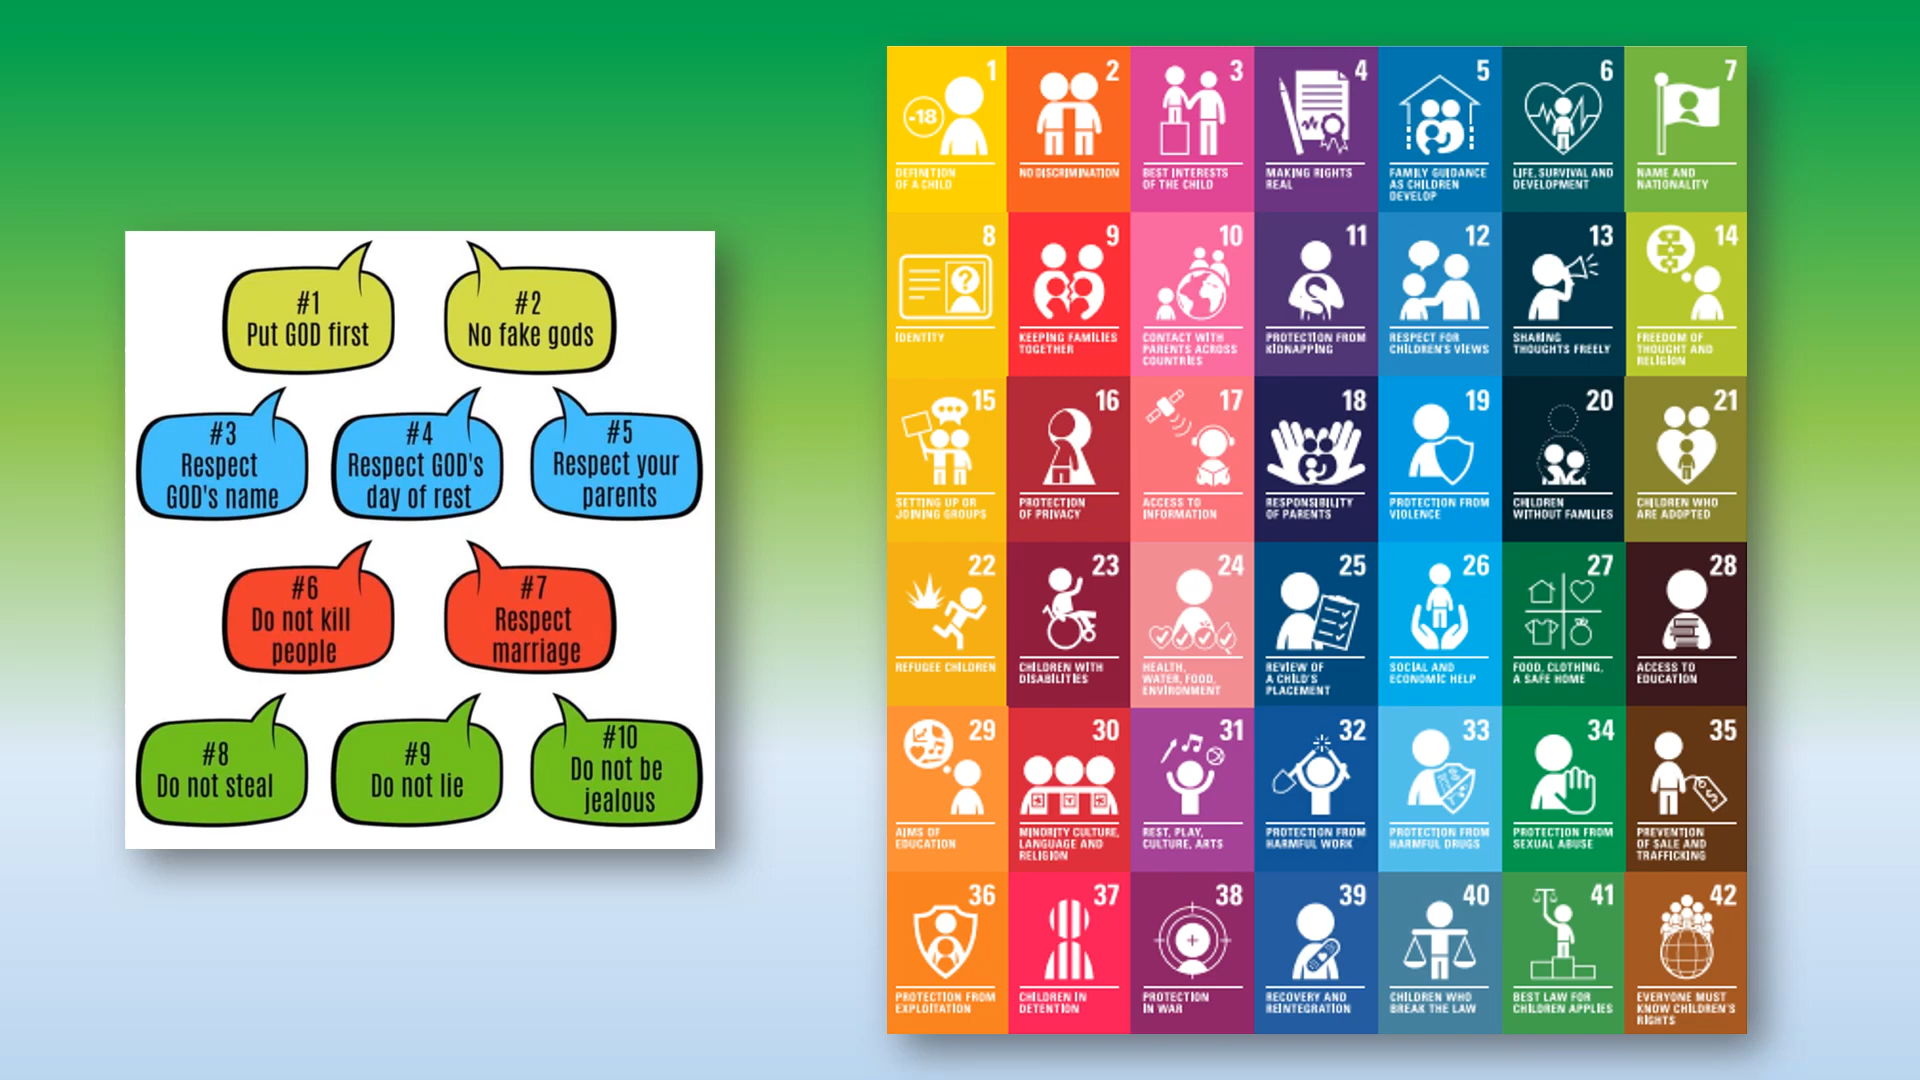 #1
Put GOD first
#2
No fake gods
#3
Respect
GOD's name
#4
Respect GOD's
day of rest
#5
Respect your
parents
#6
Do not kill
people
#7
Respect
marriage
#8
Do not steal
#9
Do not lie
#10
Do not be
jealous
1
-18
DEFINITION
OF A CHILD
2
NO DISCRIMINATION
3
BEST INTERESTS
OF THE CHILD
4
MAKING RIGHTS
REAL
5
FAMILY GUIDANCE
AS CHILDREN
DEVELOP
6
LIFE, SURVIVAL AND
DEVELOPMENT
7
NAME AND
NATIONALITY
8
?
IDENTITY
9
KEEPING FAMILIES
TOGETHER
10
CONTACT WITH
PARENTS ACROSS
COUNTRIES
11
PROTECTION FROM
KIDNAPPING
12
RESPECT FOR
CHILDREN'S VIEWS
13
SHARING
THOUGHTS FREELY
14
FREEDOM OF
THOUGHT AND
RELIGION
15
SETTING UP OR
JOINING GROUPS
16
PROTECTION
OF PRIVACY
17
ACCESS TO
INFORMATION
18
RESPONSIBILITY
OF PARENTS
19
PROTECTION FROM
VIOLENCE
20
CHILDREN
WITHOUT FAMILIES
21
CHILDREN WHO
ARE ADOPTED
22
REFUGEE CHILDREN
23
CHILDREN WITH
DISABILITIES
24
HEALTH,
WATER, FOOD,
ENVIRONMENT
25
REVIEW OF
A CHILD'S
PLACEMENT
26
SOCIAL AND
ECONOMIC HELP
27
FOOD, CLOTHING,
A SAFE HOME
28
ACCESS TO
EDUCATION
29
AIMS OF
EDUCATION
30
MINORITY CULTURE,
LANGUAGE AND
RELIGION
31
REST, PLAY,
CULTURE, ARTS
32
PROTECTION FROM
HARMFUL WORK
33
PROTECTION FROM
HARMFUL DRUGS
34
PROTECTION FROM
SEXUAL ABUSE
35
PREVENTION
OF SALE AND
TRAFFICKING
36
PROTECTION FROM
EXPLOITATION
37
CHILDREN IN
DETENTION
38
PROTECTION
IN WAR
39
RECOVERY AND
REINTEGRATION
40
CHILDREN WHO
BREAK THE LAW
41
BEST LAW FOR
CHILDREN APPLIES
42
EVERYONE MUST
KNOW CHILDREN'S
RIGHTS